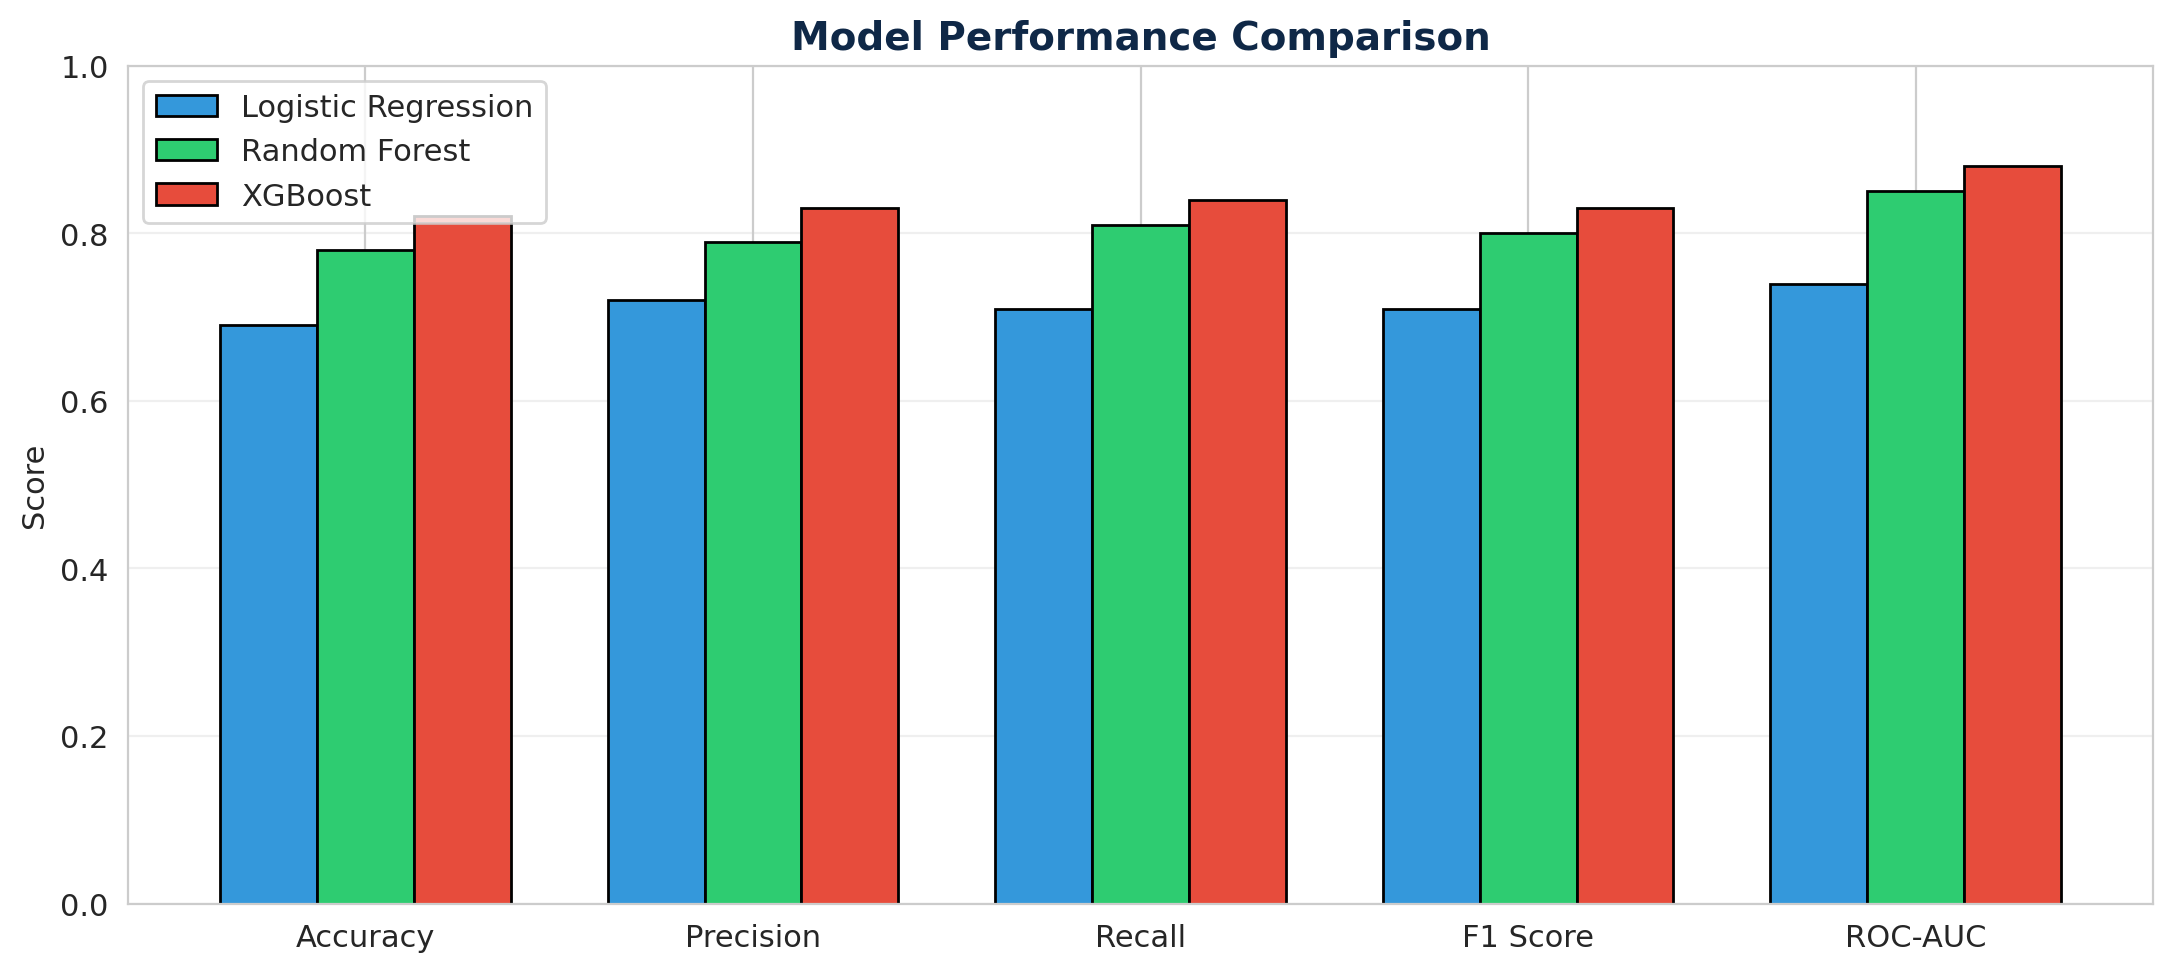 Model Performance Comparison
1.0
0.8
0.6
0.4
0.2
0.0
Score
Logistic Regression
Random Forest
XGBoost
Accuracy
Precision
Recall
F1 Score
ROC-AUC